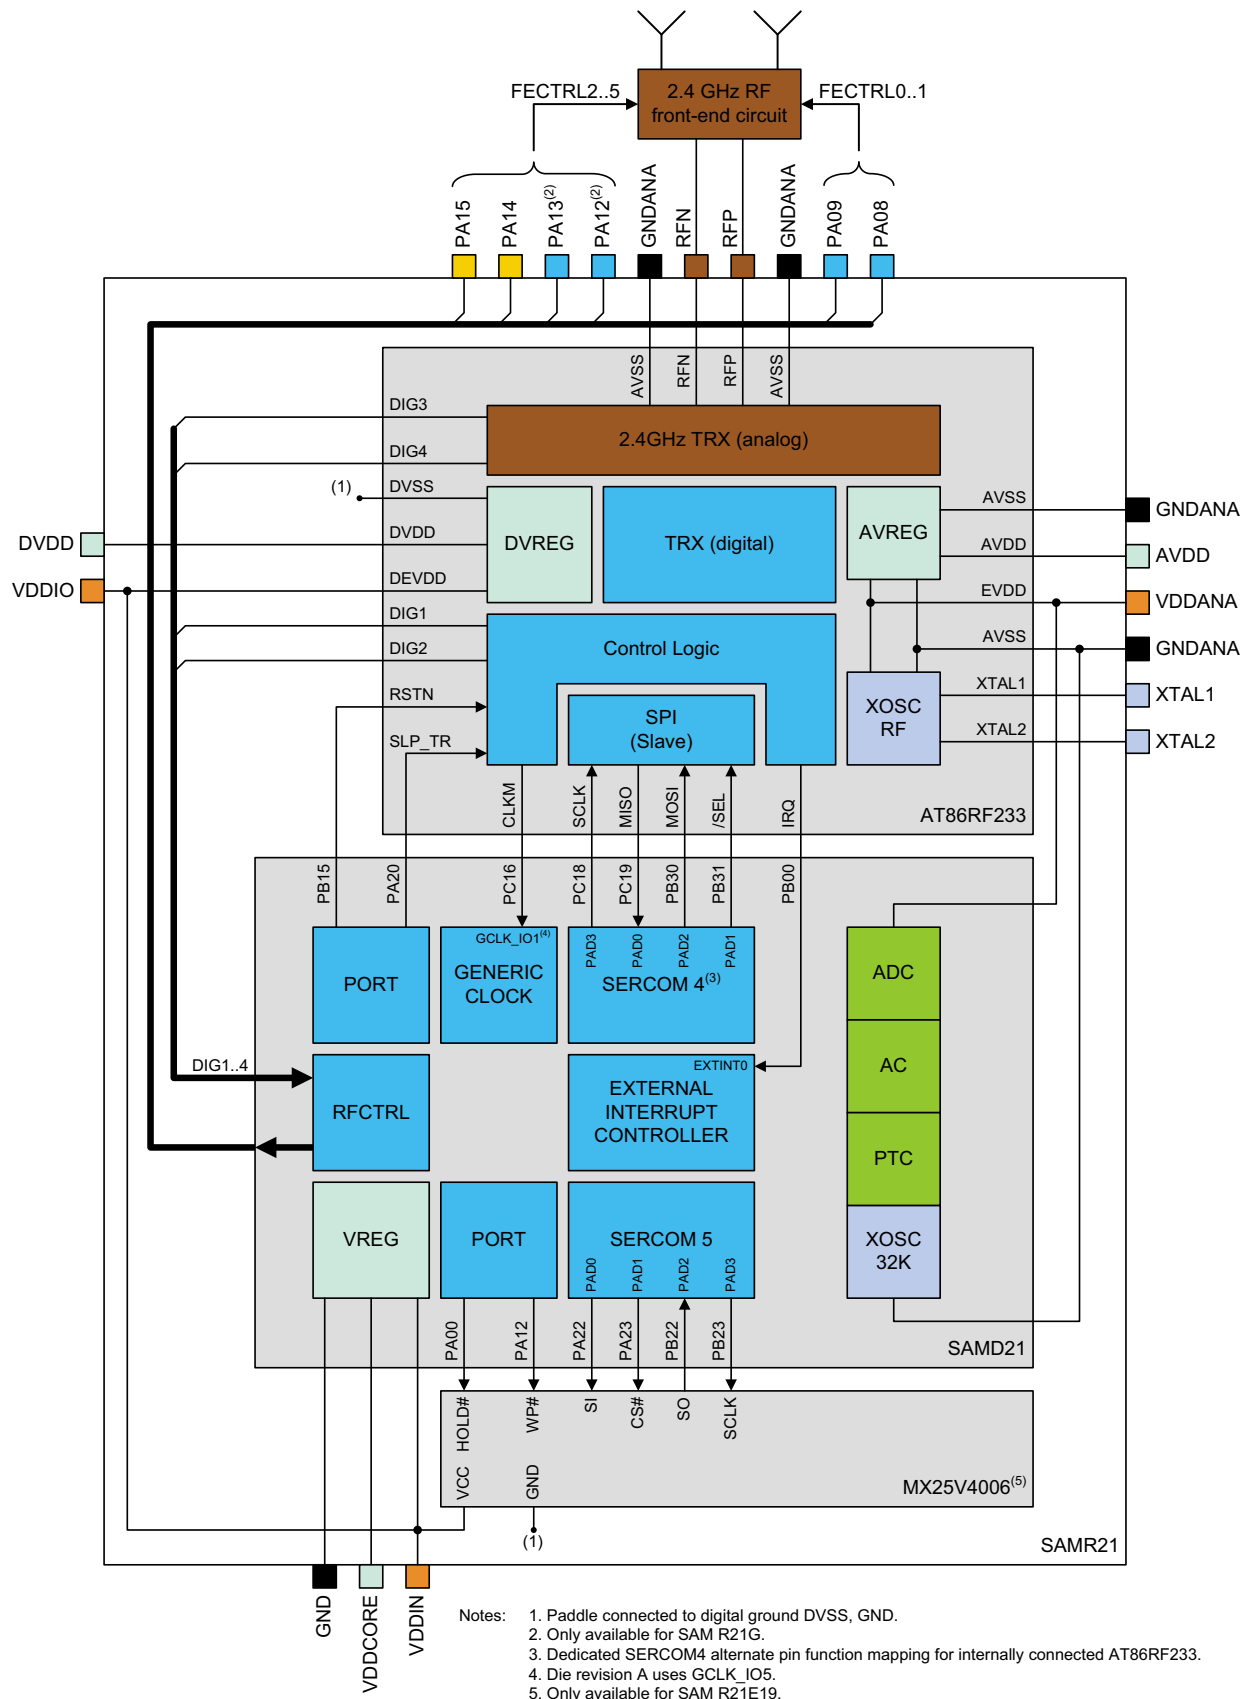 2.4 GHz RF
front-end circuit
FECTRL2..5
FECTRL0..1
PA15
PA14
PA13(2)
PA12(2)
GNDANA
RFN
RFP
GNDANA
PA09
PA08
AVSS
RFN
RFP
AVSS
DIG3
2.4GHz TRX (analog)
DIG4
(1)
DVSS
DVDD
DVDD
DEVDD
VDDIO
DVREG
TRX (digital)
AVREG
AVSS
GNDANA
AVDD
AVDD
EVDD
VDDANA
AVSS
GNDANA
DIG1
DIG2
Control Logic
RSTN
SLP_TR
SPI
(Slave)
XOSC
RF
XTAL1
XTAL1
XTAL2
XTAL2
CLKM
SCLK
MISO
MOSI
/SEL
IRQ
AT86RF233
PB15
PA20
PC16
PC18
PC19
PB30
PB31
PB00
PORT
GCLK_IO1(4)
GENERIC
CLOCK
PAD3
PAD0
PAD2
PAD1
SERCOM 4(3)
ADC
AC
PTC
XOSC
32K
DIG1..4
RFCTRL
EXTINT0
EXTERNAL
INTERRUPT
CONTROLLER
VREG
PORT
SERCOM 5
PAD0
PAD1
PAD2
PAD3
PA00
PA12
PA22
PA23
PB22
PB23
SAMD21
HOLD#
WP#
SI
CS#
SO
SCLK
VCC
GND
MX25V4006(5)
(1)
SAMR21
GND
VDDCORE
VDDIN
Notes: 1. Paddle connected to digital ground DVSS, GND.
2. Only available for SAM R21G.
3. Dedicated SERCOM4 alternate pin function mapping for internally connected AT86RF233.
4. Die revision A uses GCLK_IO5.
5. Only available for SAM R21E19.